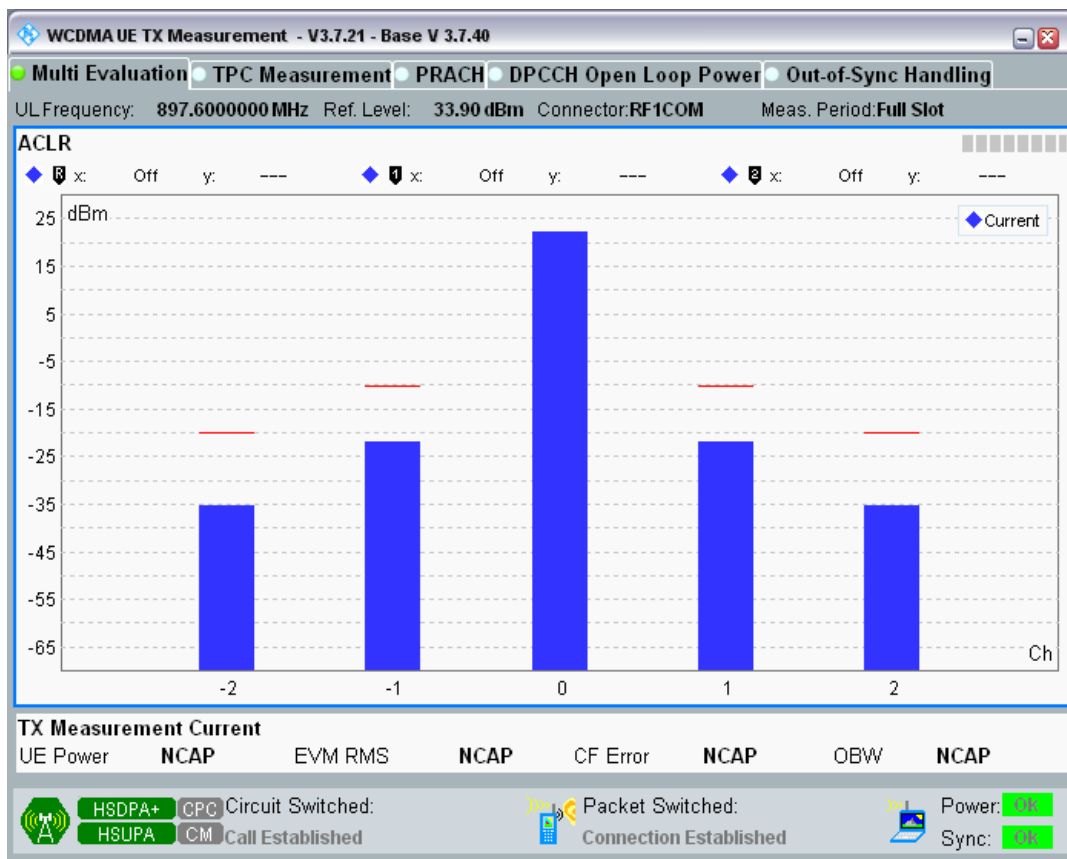 WCDMA UE TX Measurement - V3.7.21 - Base V 3.7.40
Multi Evaluation TPC Measurement PRACH DPCCH Open Loop Power Out-of-Sync Handling
UL Frequency: 897.6000000 MHz Ref. Level: 33.90 dBm Connector:RF1COM Meas. Period:Full Slot
ACLR
R x: Off y: --- 1 x: Off y: --- 2 x: Off y: ---
dBm
Current
25
15
5
-5
-15
-25
-35
-45
-55
-65
Ch
-2 -1 0 1 2
TX Measurement Current
UE Power NCAP EVM RMS NCAP CF Error NCAP OBW NCAP
HSDPA+ CPC Circuit Switched: Packet Switched: Power: OK
HSUPA CM Call Established Connection Established Sync: OK